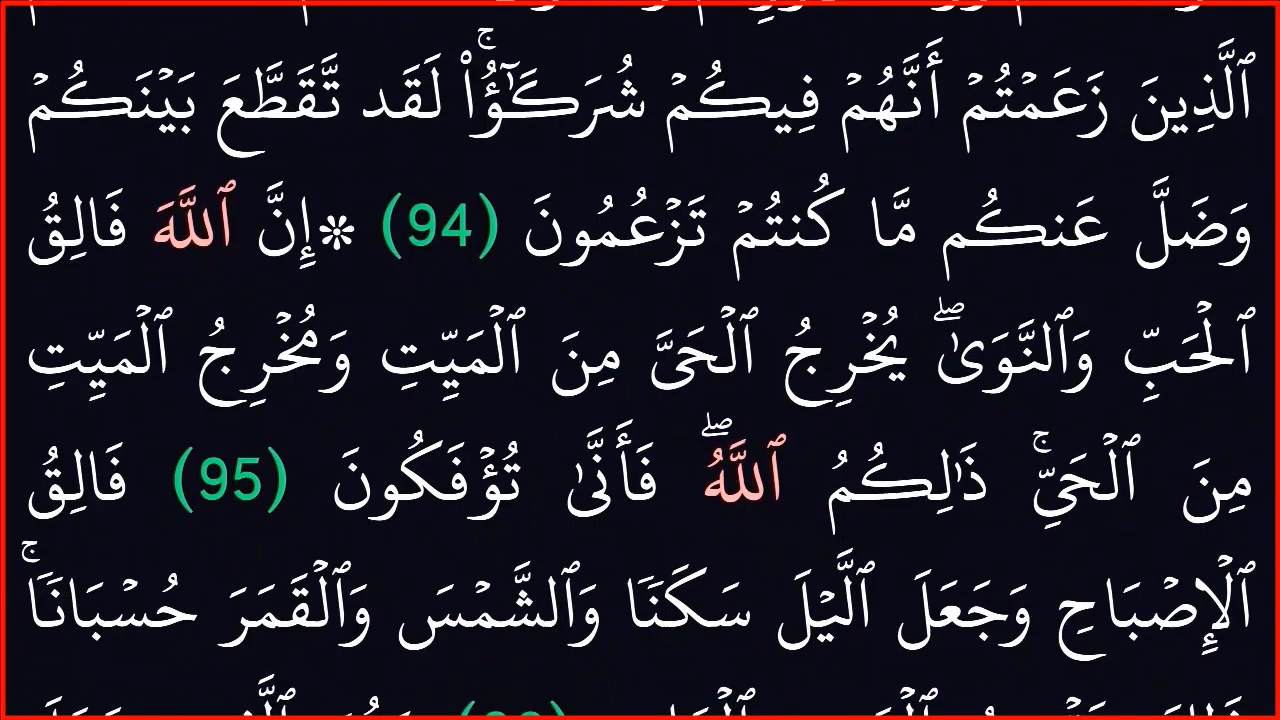 ٱلَّذِينَ زَعَمۡتُمۡ أَنَّهُمۡ فِيكُمۡ شُرَكَـٰٓؤُاْۚ لَقَد تَّقَطَّعَ بَيۡنَكُمۡ
وَضَلَّ عَنكُم مَّا كُنتُمۡ تَزۡعُمُونَ (94) ❊إِنَّ ٱللَّهَ فَالِقُ
ٱلۡحَبِّ وَٱلنَّوَىٰۖ يُخۡرِجُ ٱلۡحَىَّ مِنَ ٱلۡمَيِّتِ وَمُخۡرِجُ ٱلۡمَيِّتِ
مِنَ ٱلۡحَىِّۚ ذَٲلِكُمُ ٱللَّهُۖ فَأَنَّىٰ تُؤۡفَكُونَ (95) فَالِقُ
ٱلۡإِصۡبَاحِ وَجَعَلَ ٱلَّيۡلَ سَكَنًا وَٱلشَّمۡسَ وَٱلۡقَمَرَ حُسۡبَانًاۚ